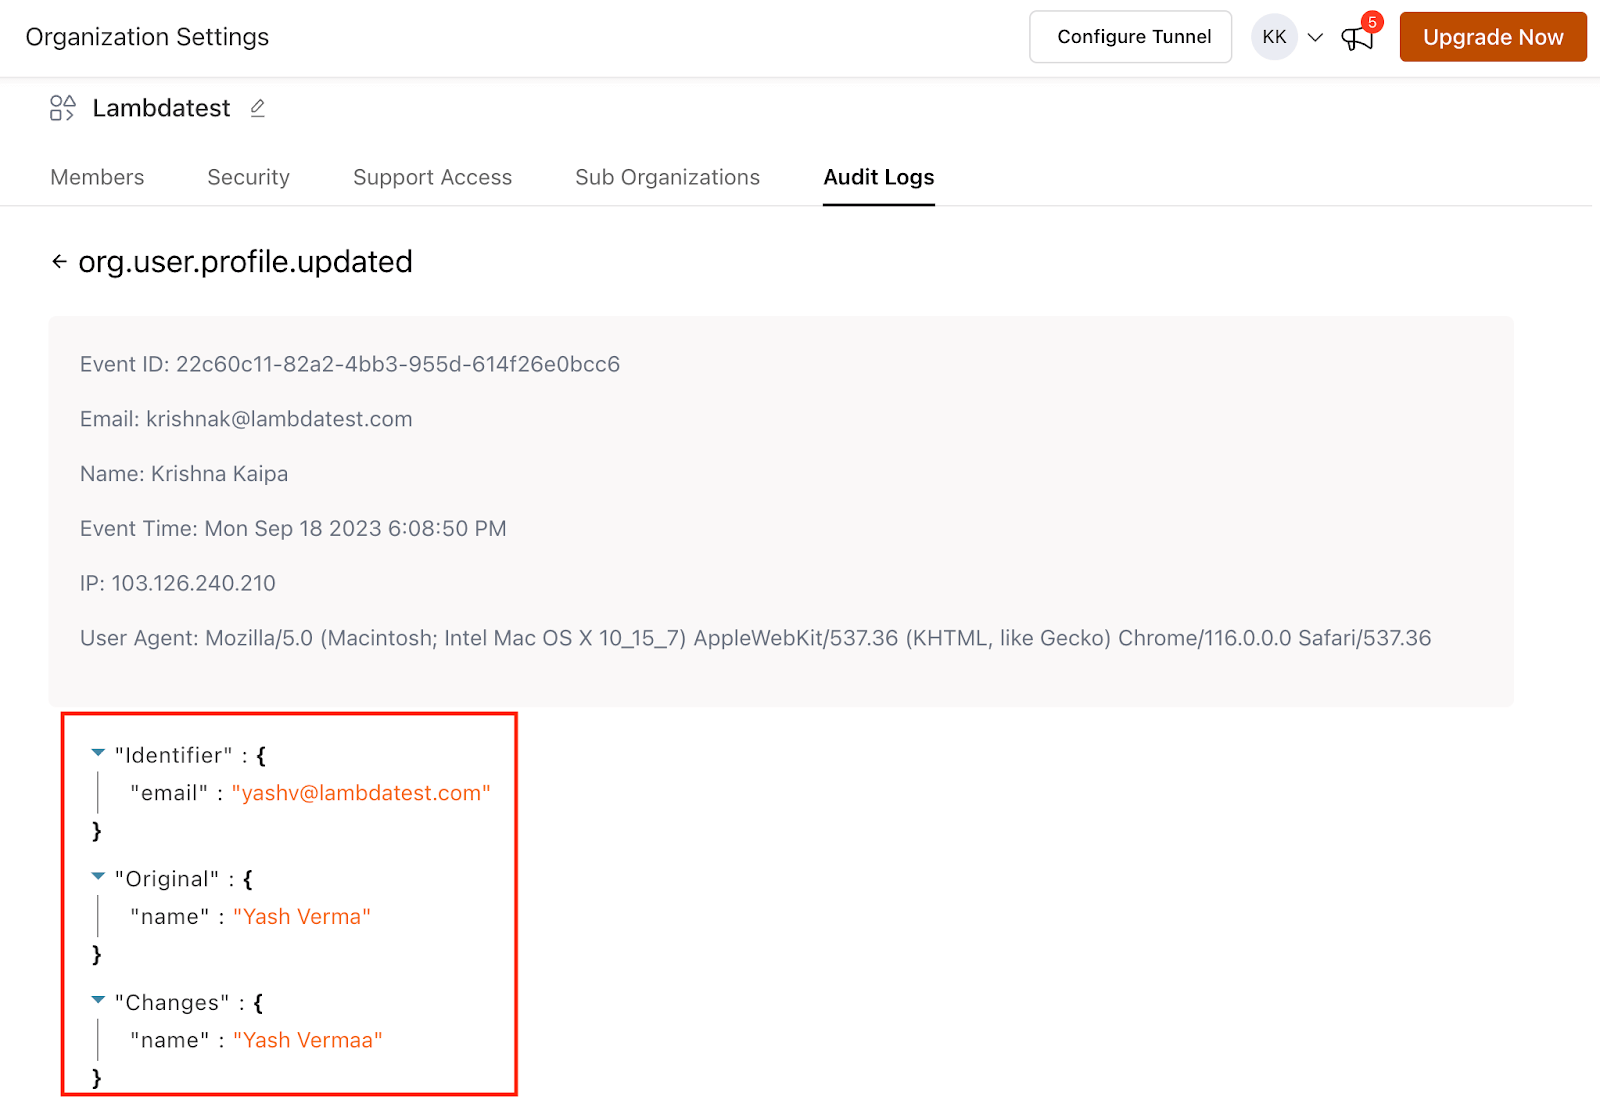 Organization Settings
Configure Tunnel
KK
5
Upgrade Now
Lambdatest
Members
Security
Support Access
Sub Organizations
Audit Logs
← org.user.profile.updated
Event ID: 22c60c11-82a2-4bb3-955d-614f26e0bcc6
Email: krishnak@lambdatest.com
Name: Krishna Kaipa
Event Time: Mon Sep 18 2023 6:08:50 PM
IP: 103.126.240.210
User Agent: Mozilla/5.0 (Macintosh; Intel Mac OS X 10_15_7) AppleWebKit/537.36 (KHTML, like Gecko) Chrome/116.0.0.0 Safari/537.36
"Identifier" : {
"email" : "yashv@lambdatest.com"
}
"Original" : {
"name" : "Yash Verma"
}
"Changes" : {
"name" : "Yash Vermaa"
}